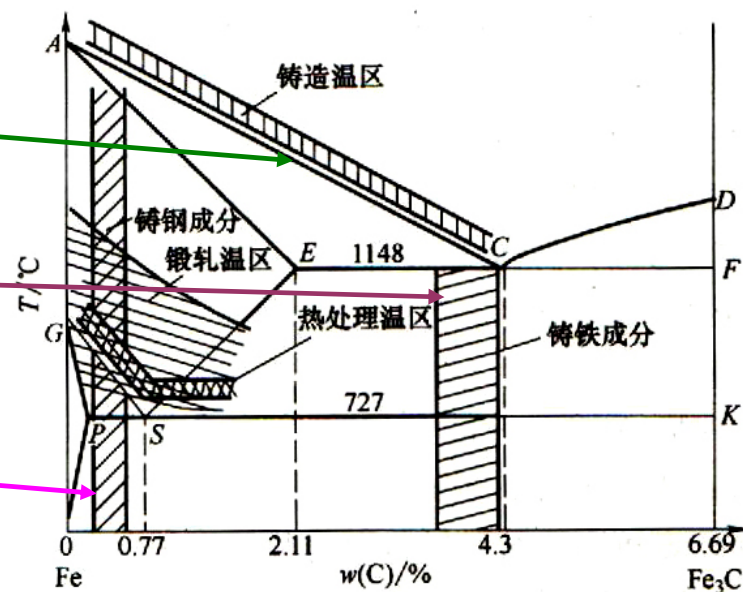 A
铸造温区
D
铸钢成分
E
1148
C
F
锻轧温区
T/℃
热处理温区
G
铸铁成分
727
P
S
K
0
0.77
2.11
4.3
6.69
Fe
w(C)/%
Fe₃C